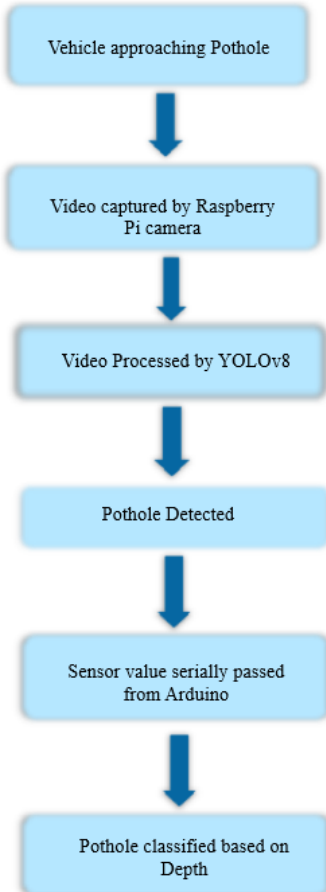 Vehicle approaching Pothole
Video captured by Raspberry
Pi camera
Video Processed by YOLOv8
Pothole Detected
Sensor value serially passed
from Arduino
Pothole classified based on
Depth